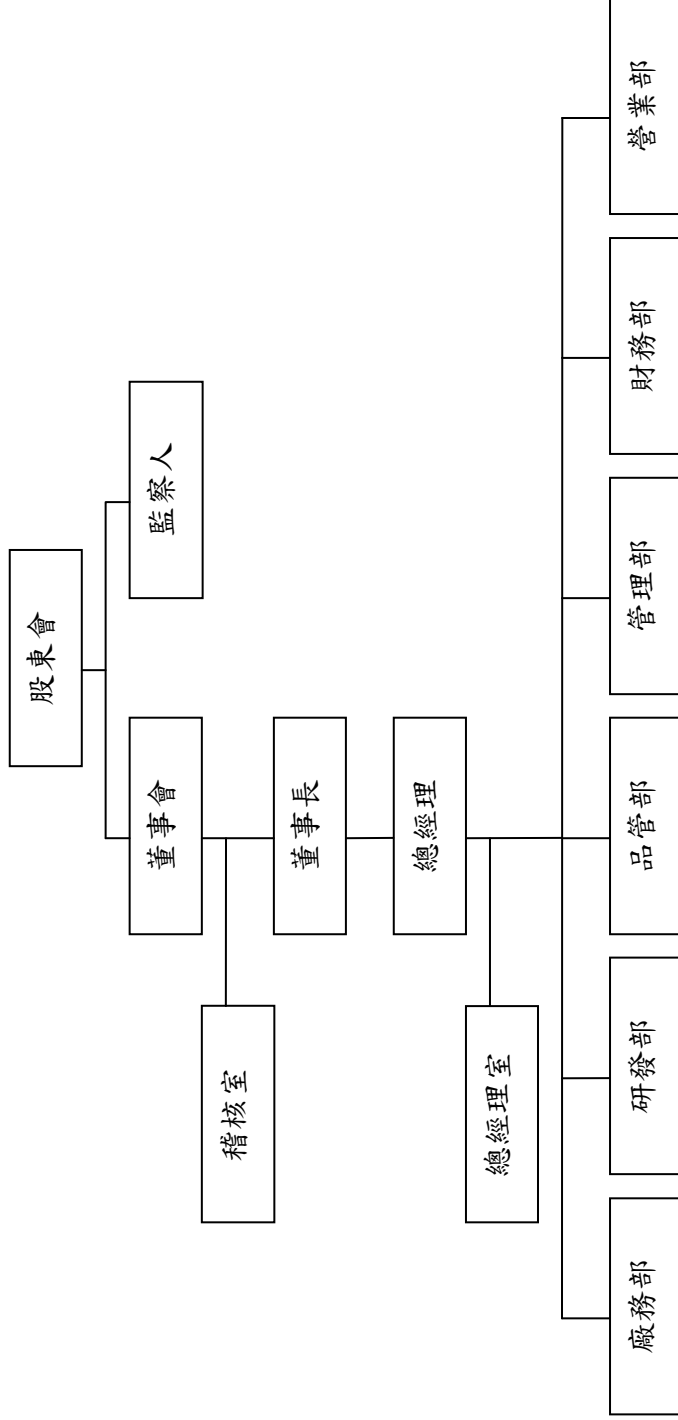 股東會
董事會
監察人
稽核室
董事長
總經理
總經理室
廠務部
研發部
品管部
管理部
財務部
營業部